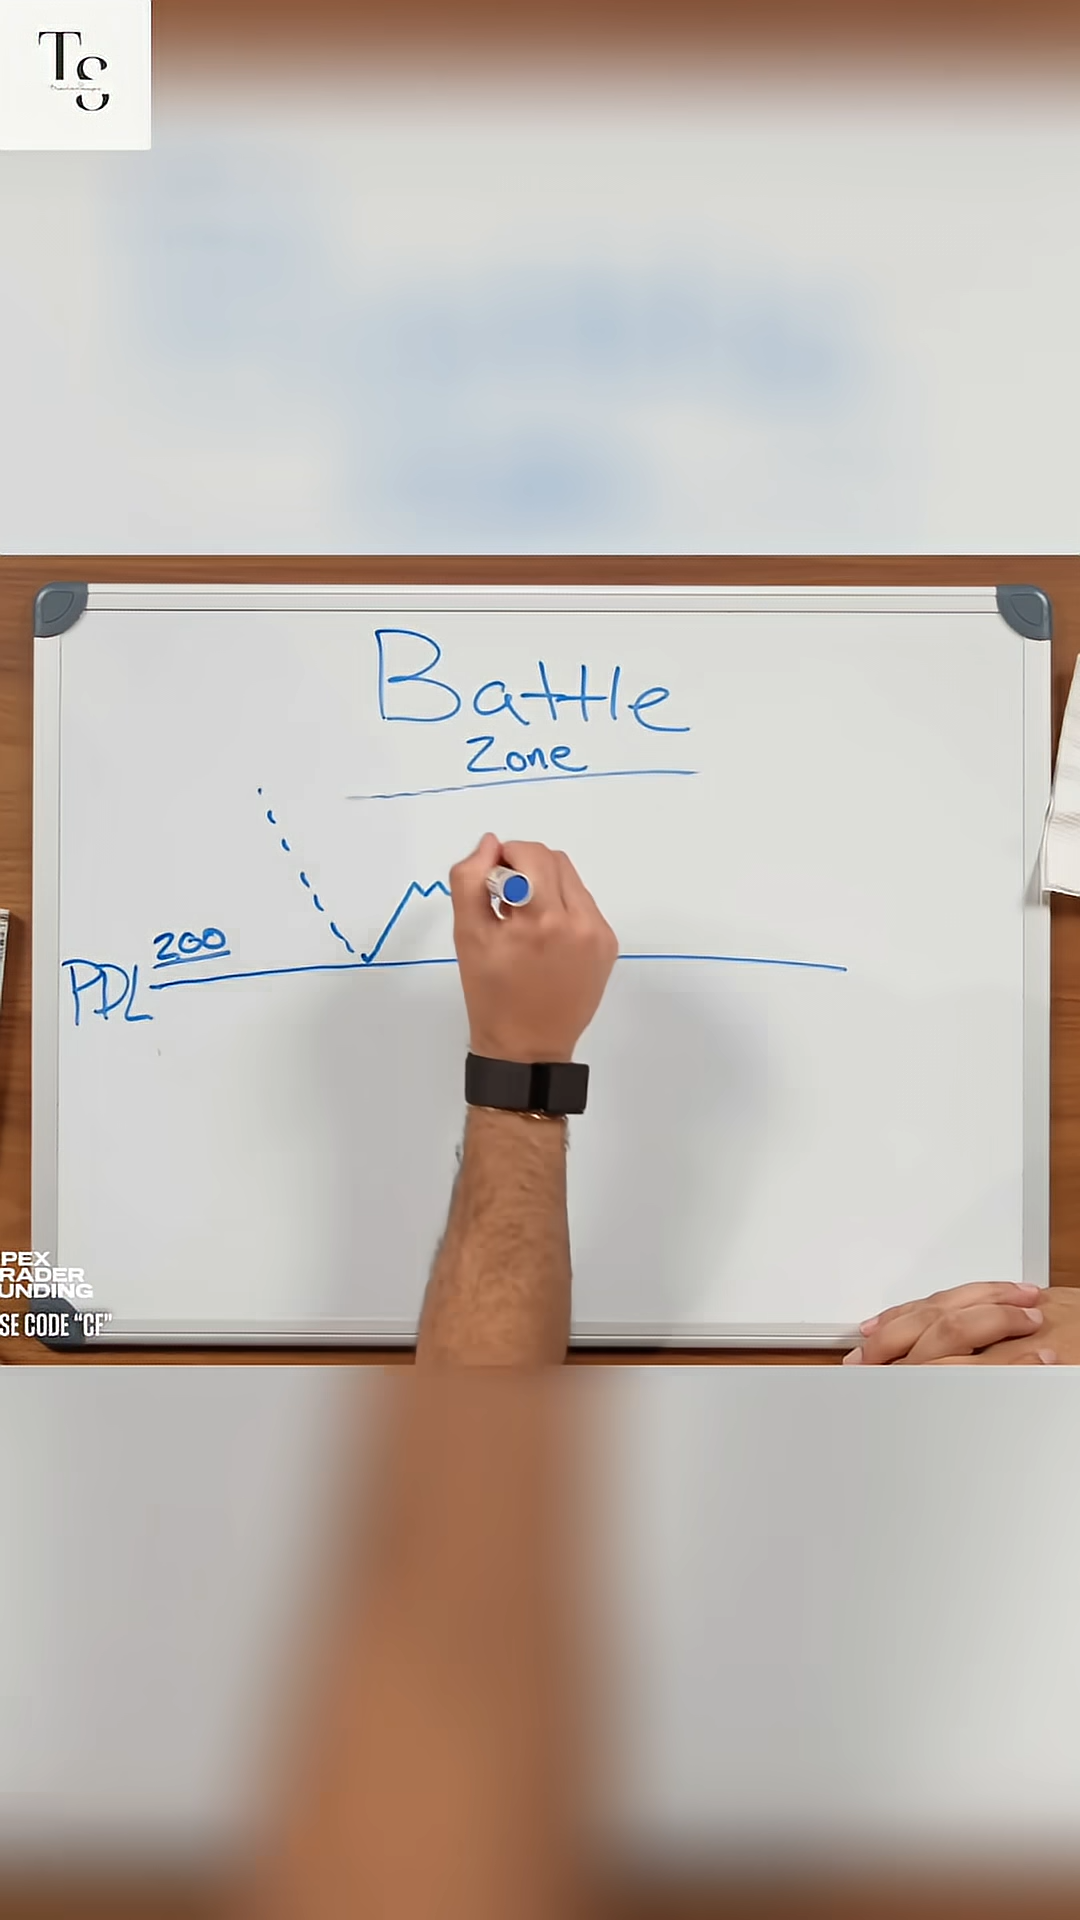 TS
Battle
Zone
200
PDL
PEX
RADER
UNDING
SE CODE "CF"